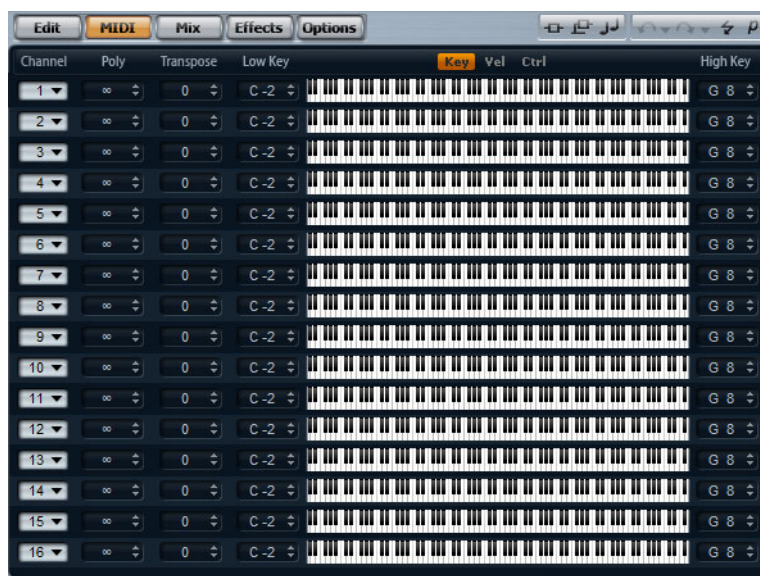 Edit MIDI Mix Effects Options
Channel Poly Transpose Low Key Key Vel Ctrl High Key
1 ∞ 0 C -2 G 8
2 ∞ 0 C -2 G 8
3 ∞ 0 C -2 G 8
4 ∞ 0 C -2 G 8
5 ∞ 0 C -2 G 8
6 ∞ 0 C -2 G 8
7 ∞ 0 C -2 G 8
8 ∞ 0 C -2 G 8
9 ∞ 0 C -2 G 8
10 ∞ 0 C -2 G 8
11 ∞ 0 C -2 G 8
12 ∞ 0 C -2 G 8
13 ∞ 0 C -2 G 8
14 ∞ 0 C -2 G 8
15 ∞ 0 C -2 G 8
16 ∞ 0 C -2 G 8